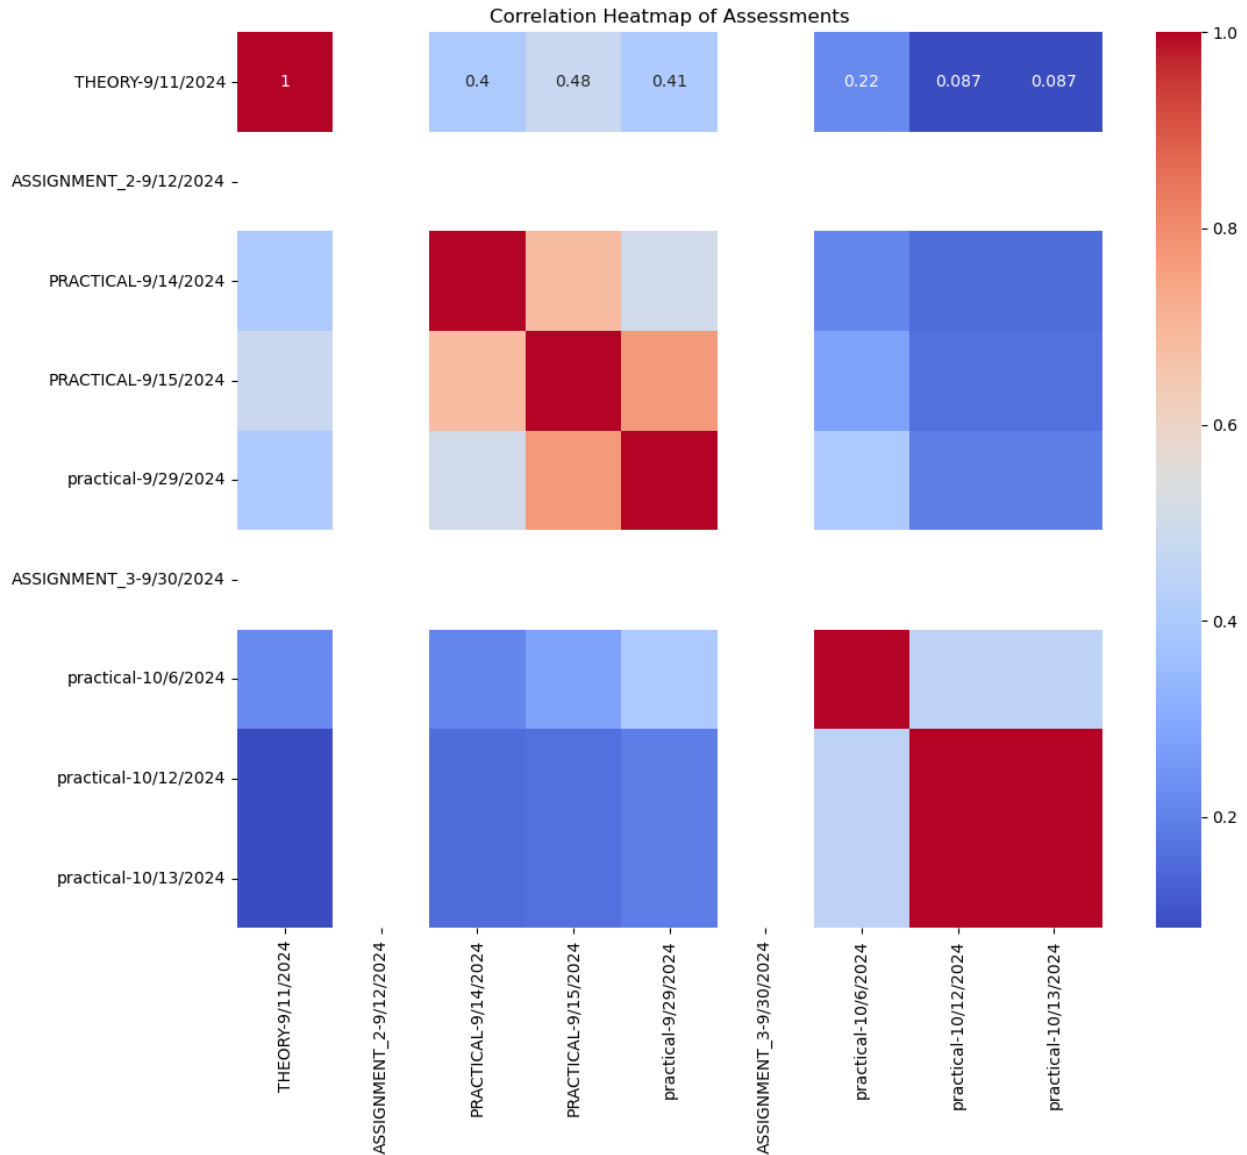 Correlation Heatmap of Assessments
THEORY-9/11/2024
1
0.4
0.48
0.41
0.22
0.087
0.087
ASSIGNMENT_2-9/12/2024
PRACTICAL-9/14/2024
PRACTICAL-9/15/2024
practical-9/29/2024
ASSIGNMENT_3-9/30/2024
practical-10/6/2024
practical-10/12/2024
practical-10/13/2024
THEORY-9/11/2024
ASSIGNMENT_2-9/12/2024
PRACTICAL-9/14/2024
PRACTICAL-9/15/2024
practical-9/29/2024
ASSIGNMENT_3-9/30/2024
practical-10/6/2024
practical-10/12/2024
practical-10/13/2024
1.0
0.8
0.6
0.4
0.2